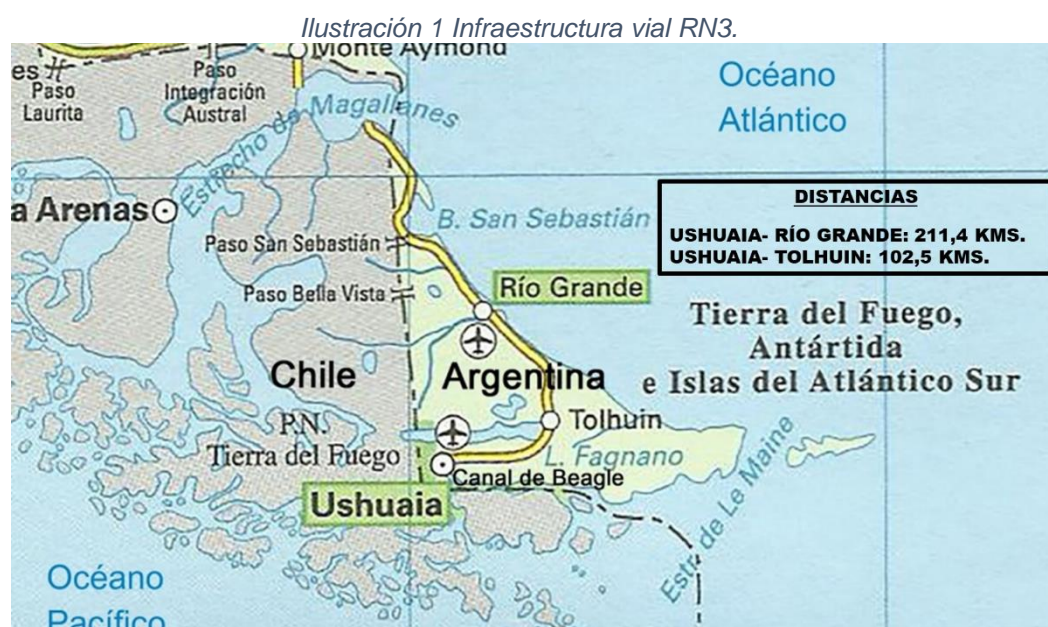 Ilustración 1 Infraestructura vial RN3.
Monte Aymond
es
Paso
Laurita
Paso
Integración
Austral
Océano
Atlántico
Estrecho de Magallanes
a Arenas
B. San Sebastián
DISTANCIAS
USHUAIA- RÍO GRANDE: 211,4 KMS.
USHUAIA- TOLHUIN: 102,5 KMS.
Paso San Sebastián
Paso Bella Vista
Río Grande
Tierra del Fuego,
Antártida
e Islas del Atlántico Sur
Chile
Argentina
P.N.
Tierra del Fuego
Tolhuin
L. Fagnano
Canal de Beagle
Ushuaia
Estr. de Le Maine
Océano
Pacífico